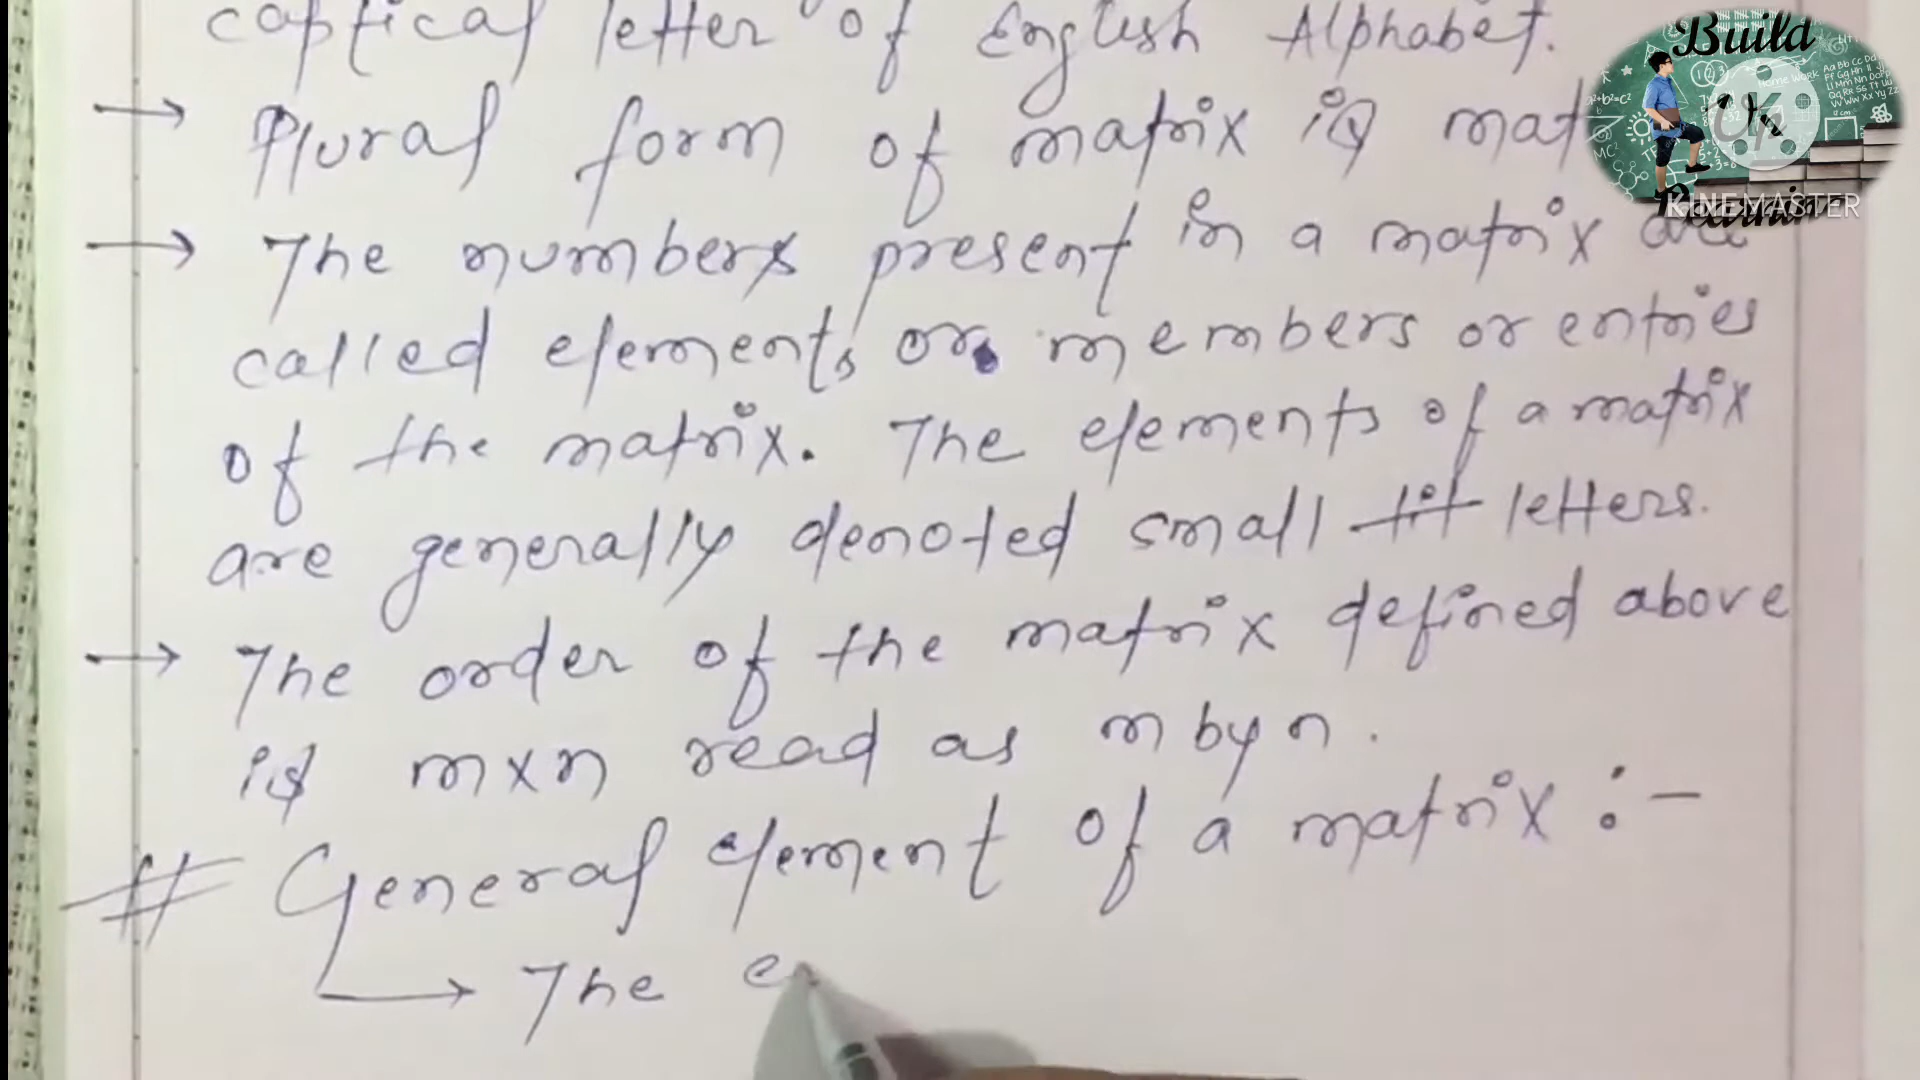 captical letter of English Alphabet.
→ Plural form of matrix is
→ The numbers present in a matrix are
called elements or members or entries
of the matrix. The elements of a matrix
are generally denoted small letters.
→ The order of the matrix defined above
is mxn read as m by n.
# General element of a matrix :-
→ The
Build
KINEMASTER